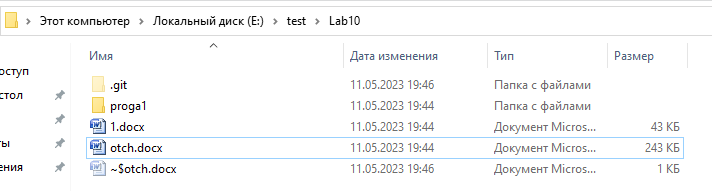 Этот компьютер > Локальный диск (E:) > test > Lab10
Имя Дата изменения Тип Размер
.git 11.05.2023 19:46 Папка с файлами
proga1 11.05.2023 19:44 Папка с файлами
1.docx 11.05.2023 19:44 Документ Micros... 43 КБ
otch.docx 11.05.2023 19:44 Документ Micros... 243 КБ
~$otch.docx 11.05.2023 19:46 Документ Micros... 1 КБ
оступ
стол
ты
ения